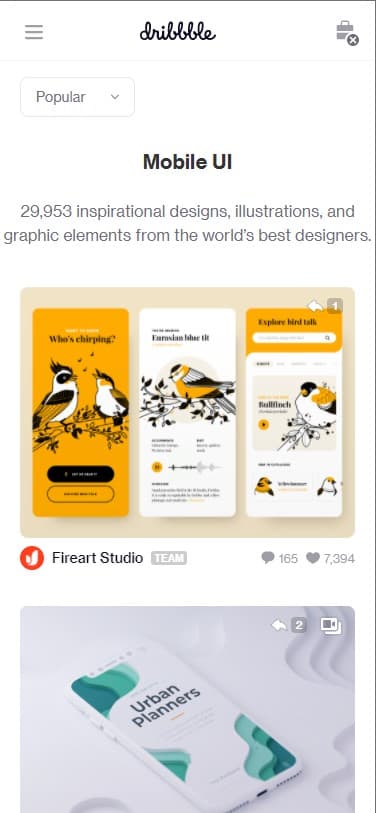 dribbble
Popular
Mobile UI
29,953 inspirational designs, illustrations, and
graphic elements from the world's best designers.
1
Who's chirping?
Eurasian blue tit
Explore bird talk
Bullfinch
Yellowhammer
Fireart Studio TEAM 165 7,394
2
Urban
Planners